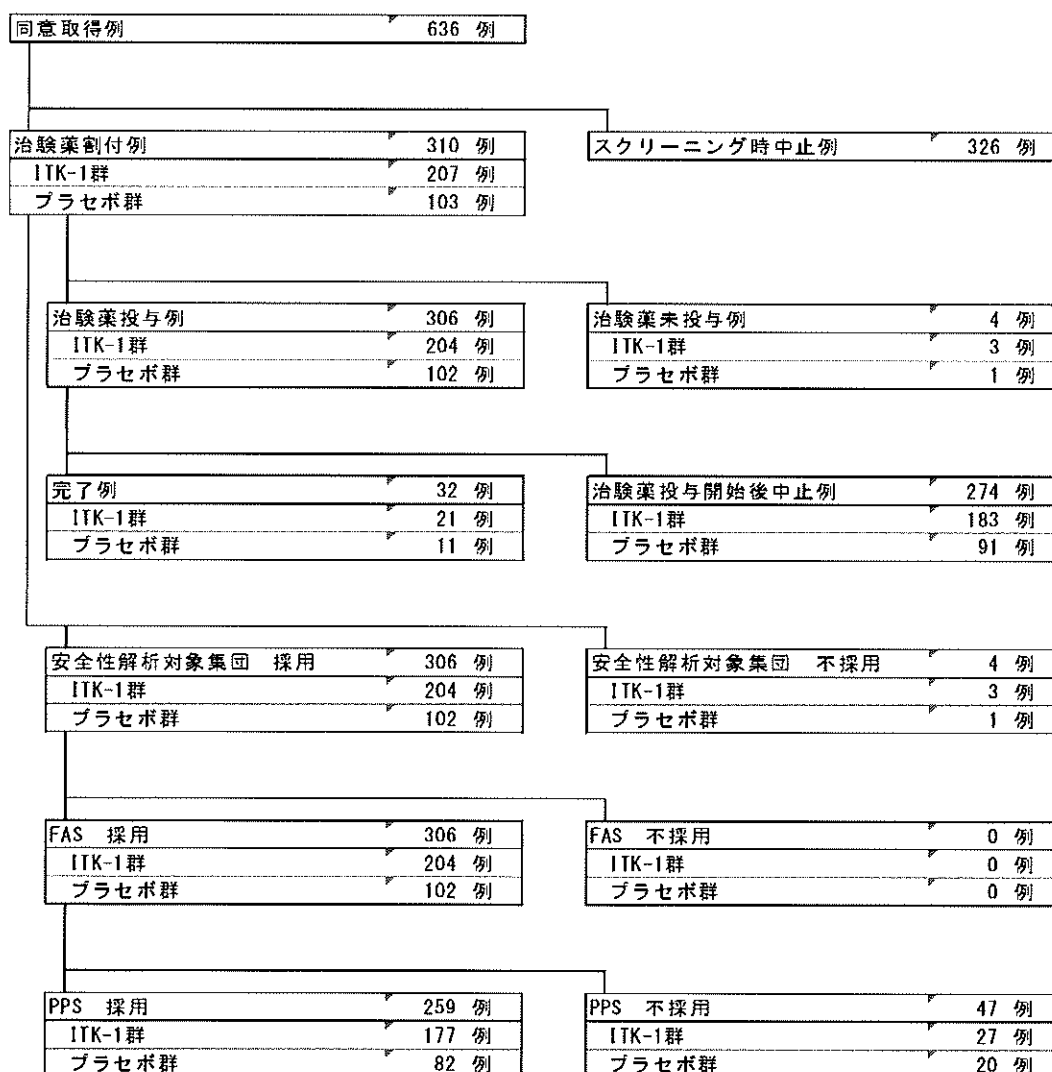 同意取得例 636 例
治験薬割付例 310 例 スクリーニング時中止例 326 例
ITK-1群 207 例
プラセボ群 103 例
治験薬投与例 306 例 治験薬未投与例 4 例
ITK-1群 204 例 ITK-1群 3 例
プラセボ群 102 例 プラセボ群 1 例
完了例 32 例 治験薬投与開始後中止例 274 例
ITK-1群 21 例 ITK-1群 183 例
プラセボ群 11 例 プラセボ群 91 例
安全性解析対象集団 採用 306 例 安全性解析対象集団 不採用 4 例
ITK-1群 204 例 ITK-1群 3 例
プラセボ群 102 例 プラセボ群 1 例
FAS 採用 306 例 FAS 不採用 0 例
ITK-1群 204 例 ITK-1群 0 例
プラセボ群 102 例 プラセボ群 0 例
PPS 採用 259 例 PPS 不採用 47 例
ITK-1群 177 例 ITK-1群 27 例
プラセボ群 82 例 プラセボ群 20 例